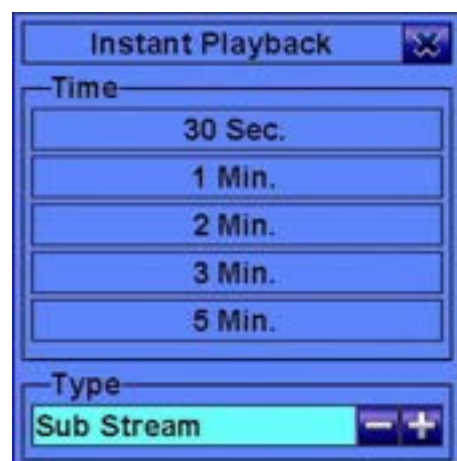 Instant Playback
Time
30 Sec.
1 Min.
2 Min.
3 Min.
5 Min.
Type
Sub Stream